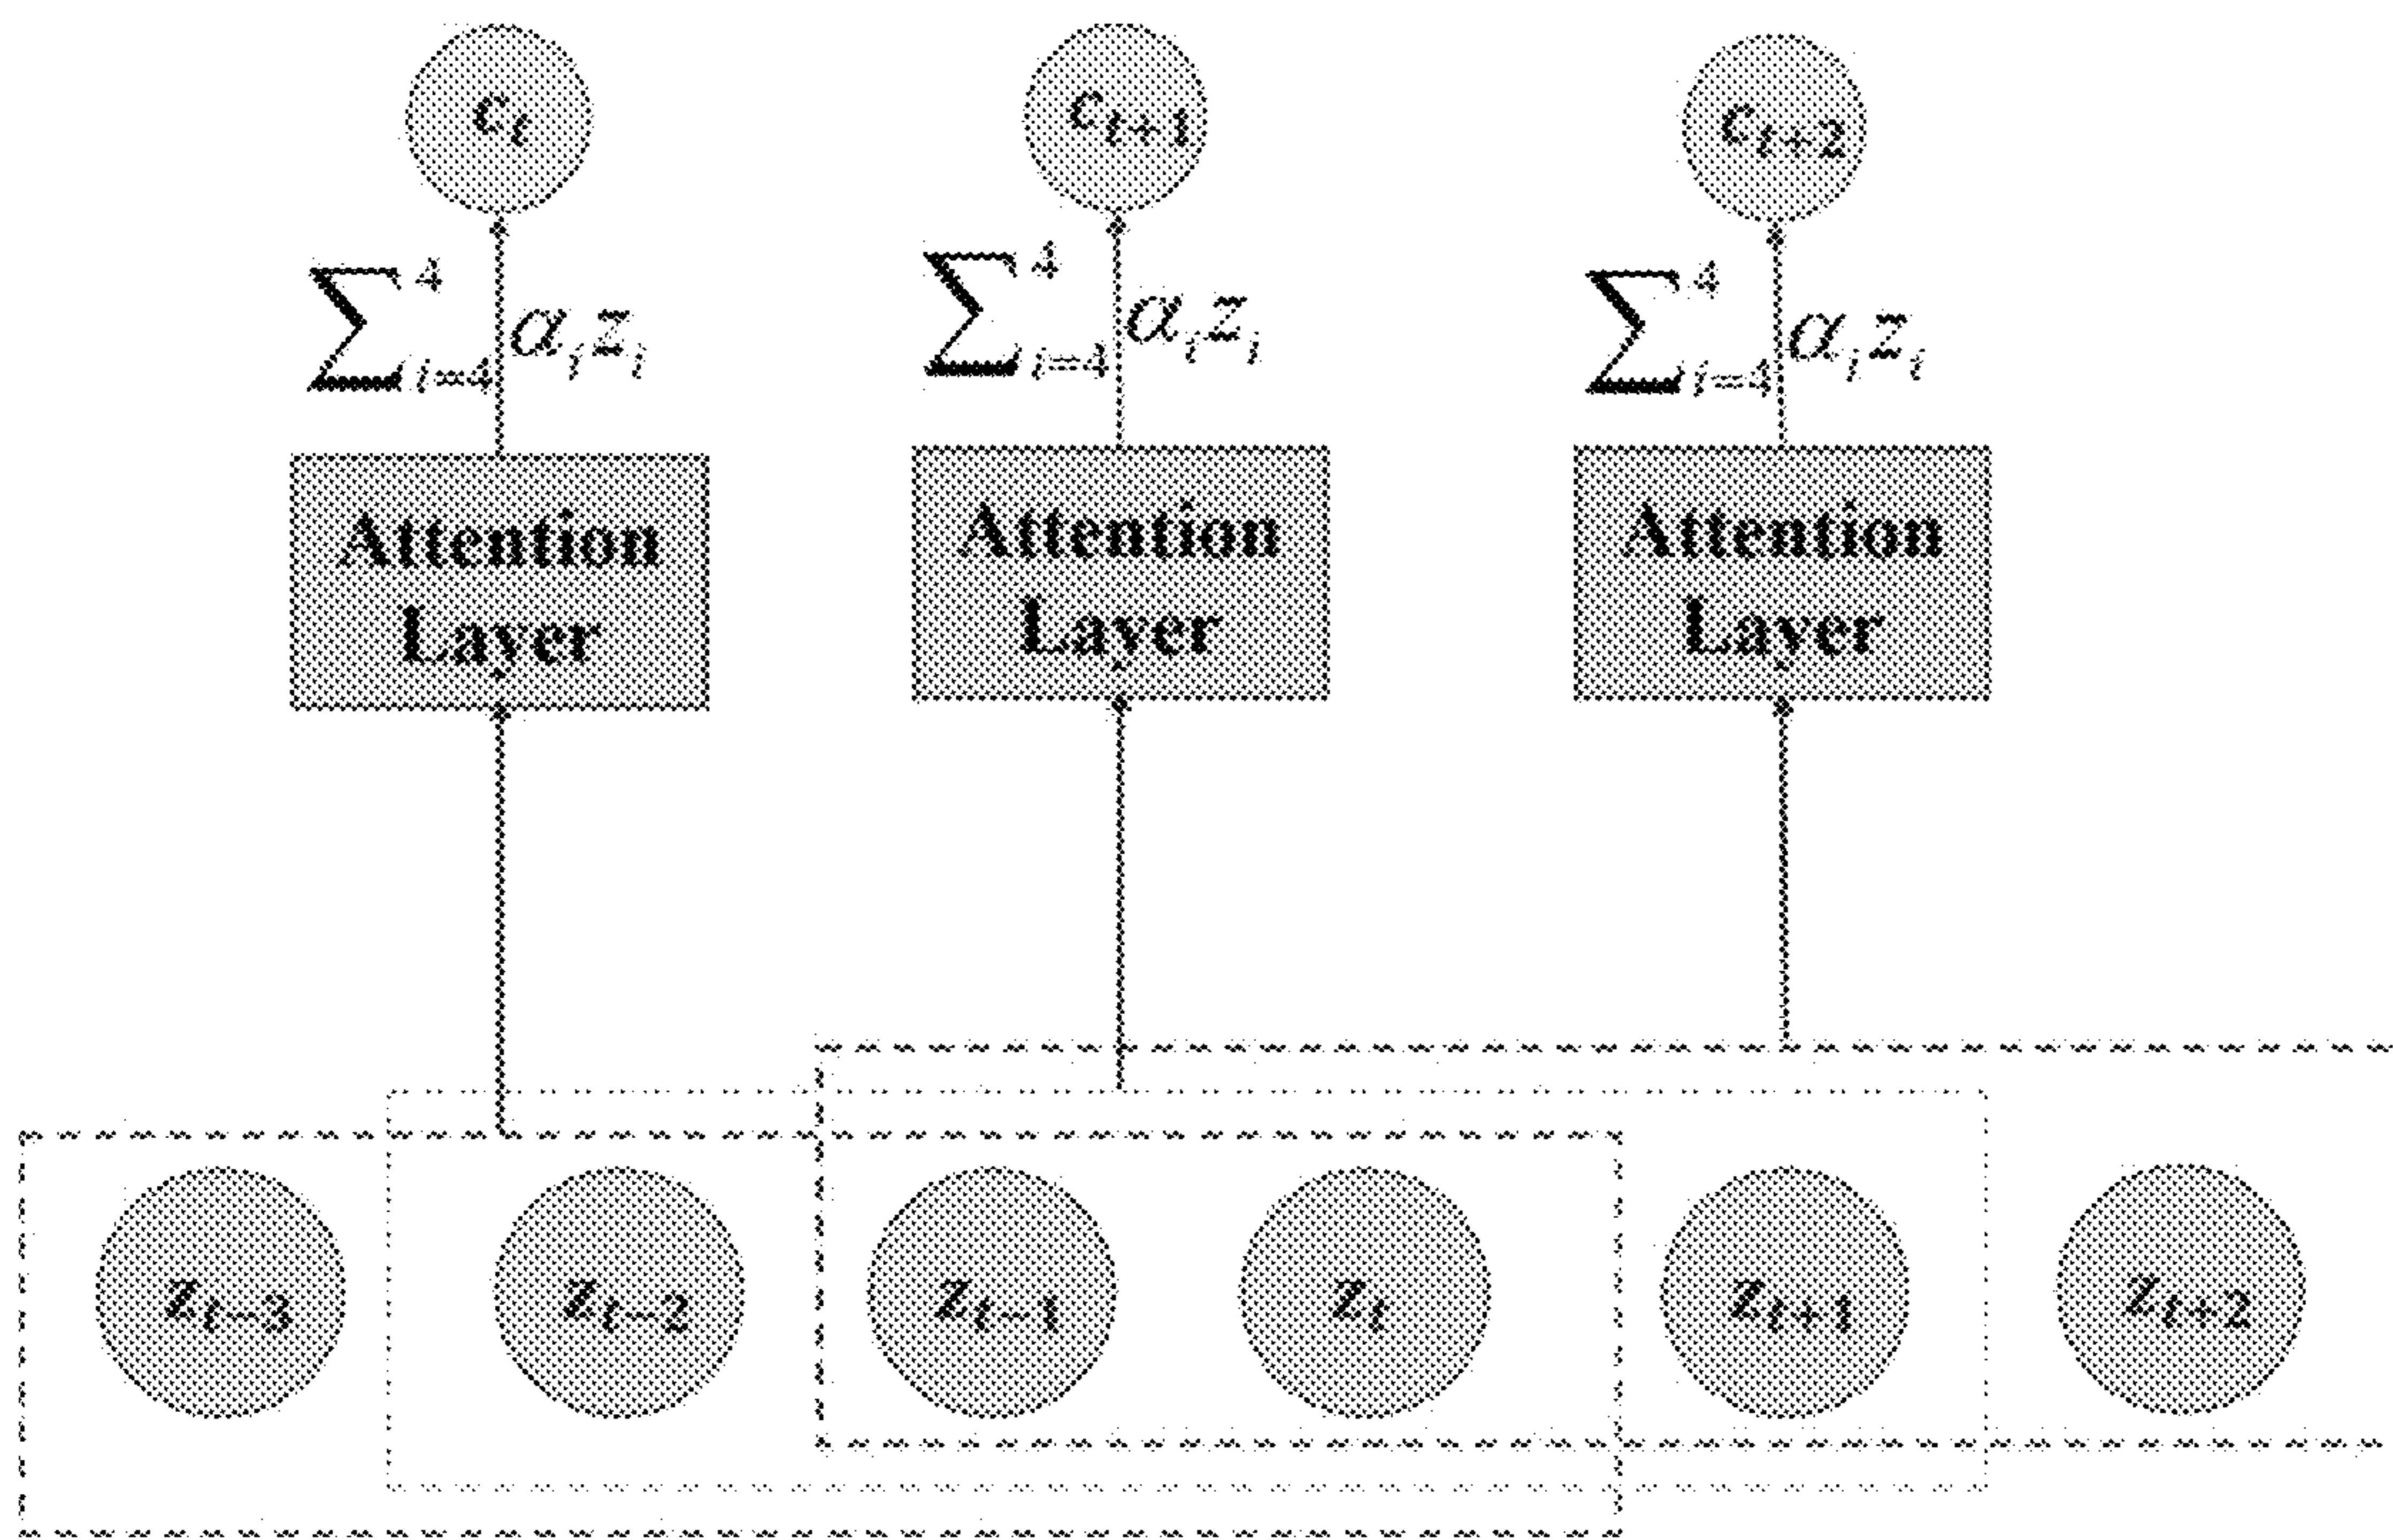 c_t c_{t+1} c_{t+2}
∑_{i=4}^4 α_i z_i ∑_{i=4}^4 α_i z_i ∑_{i=4}^4 α_i z_i
Attention Attention Attention
Layer Layer Layer
z_{t-3} z_{t-2} z_{t-1} z_t z_{t+1} z_{t+2}